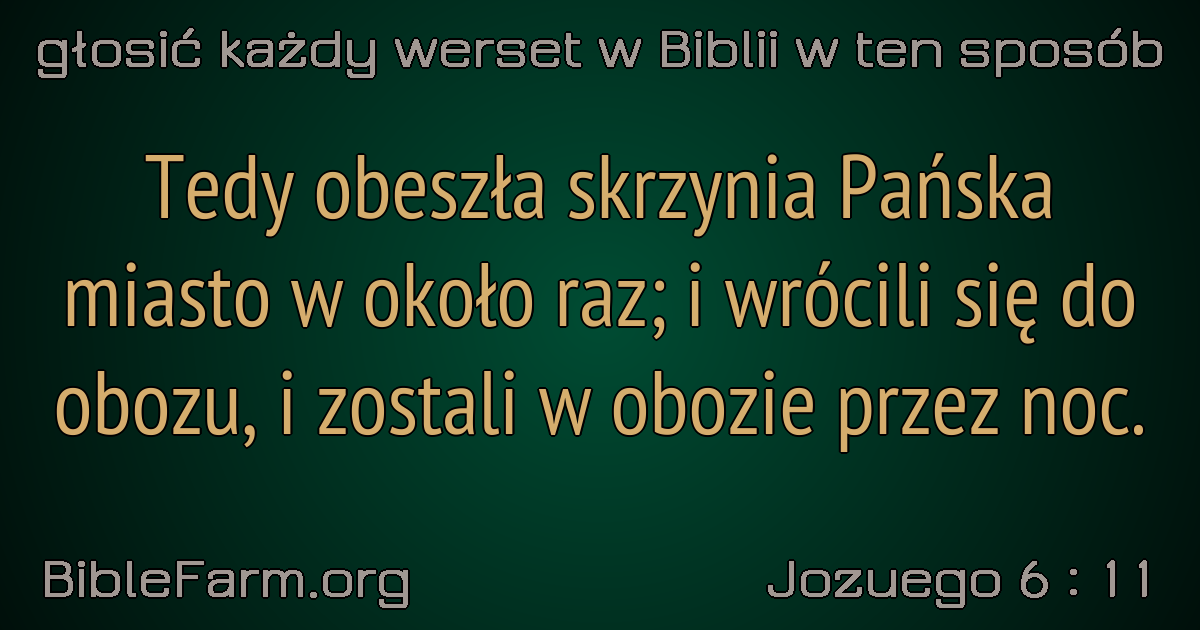 głosić każdy werset w Biblii w ten sposób
Tedy obeszła skrzynia Pańska
miasto w około raz; i wrócili się do
obozu, i zostali w obozie przez noc.
BibleFarm.org
Jozuego 6 : 11